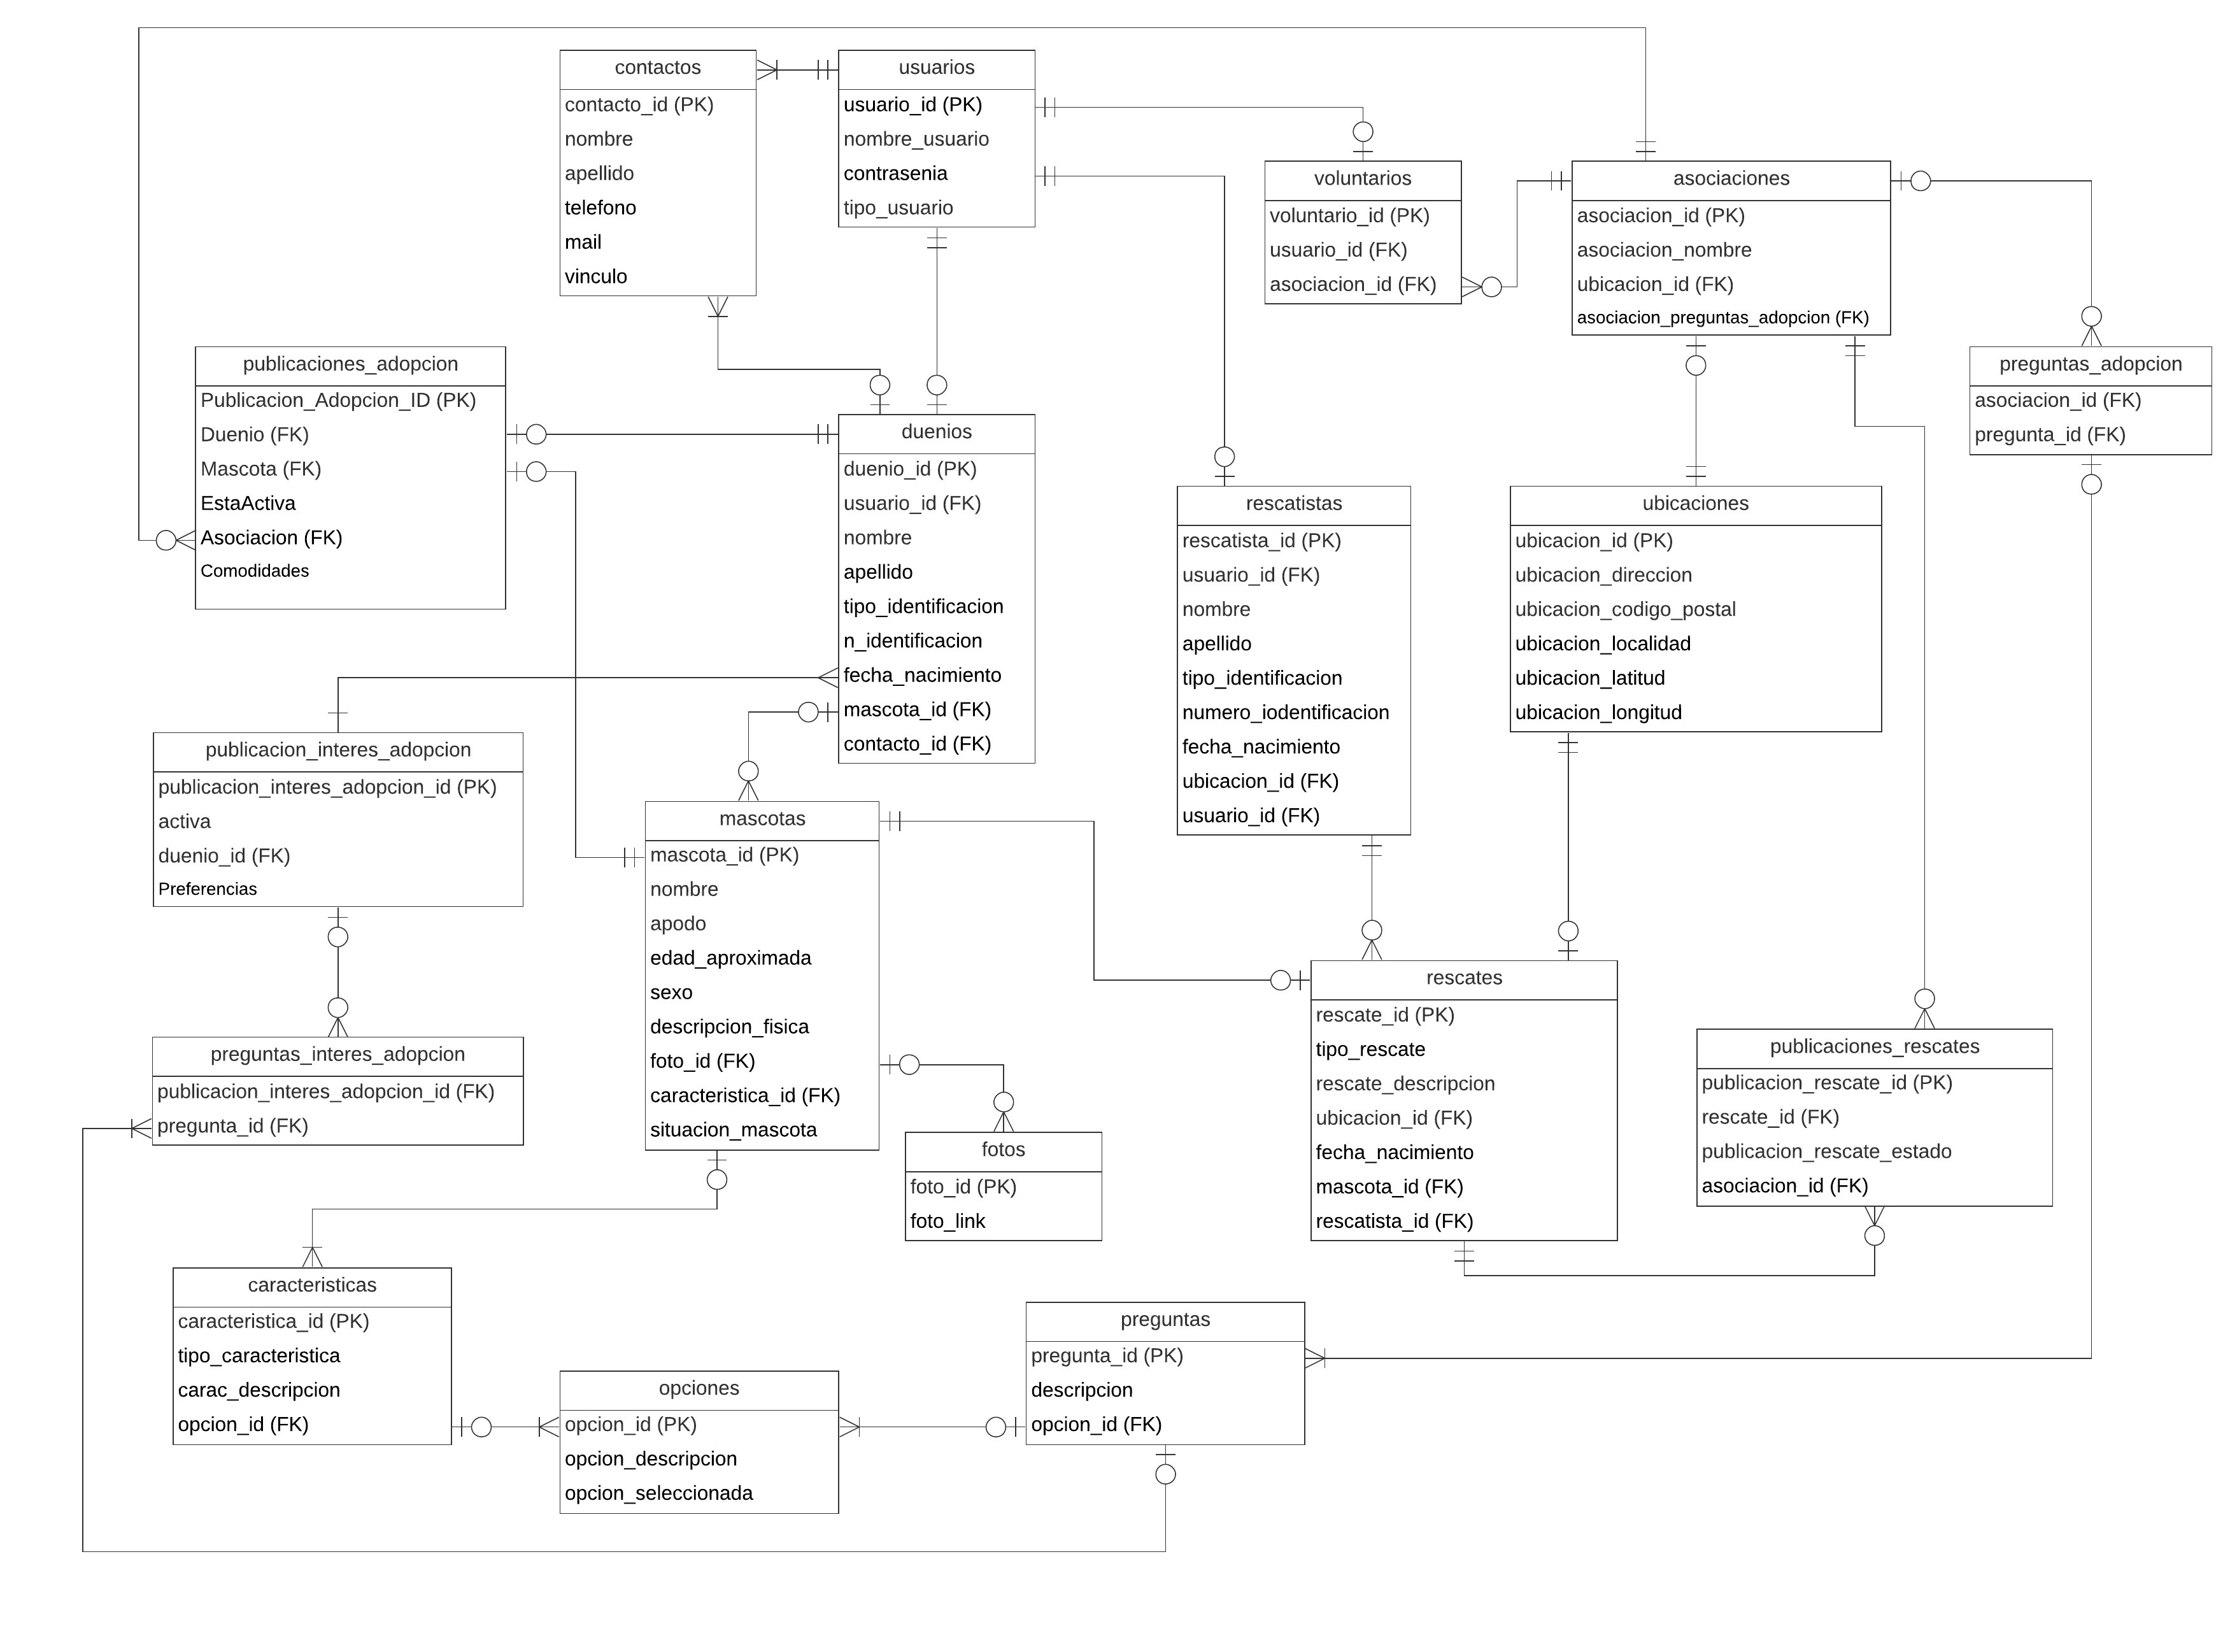 contactos
contacto_id (PK)
nombre
apellido
telefono
mail
vinculo
usuarios
usuario_id (PK)
nombre_usuario
contrasenia
tipo_usuario
voluntarios
voluntario_id (PK)
usuario_id (FK)
asociacion_id (FK)
asociaciones
asociacion_id (PK)
asociacion_nombre
ubicacion_id (FK)
asociacion_preguntas_adopcion (FK)
publicaciones_adopcion
Publicacion_Adopcion_ID (PK)
Duenio (FK)
Mascota (FK)
EstaActiva
Asociacion (FK)
Comodidades
duenios
duenio_id (PK)
usuario_id (FK)
nombre
apellido
tipo_identificacion
n_identificacion
fecha_nacimiento
mascota_id (FK)
contacto_id (FK)
rescatistas
rescatista_id (PK)
usuario_id (FK)
nombre
apellido
tipo_identificacion
numero_iodentificacion
fecha_nacimiento
ubicacion_id (FK)
usuario_id (FK)
ubicaciones
ubicacion_id (PK)
ubicacion_direccion
ubicacion_codigo_postal
ubicacion_localidad
ubicacion_latitud
ubicacion_longitud
preguntas_adopcion
asociacion_id (FK)
pregunta_id (FK)
publicacion_interes_adopcion
publicacion_interes_adopcion_id (PK)
activa
duenio_id (FK)
Preferencias
mascotas
mascota_id (PK)
nombre
apodo
edad_aproximada
sexo
descripcion_fisica
foto_id (FK)
caracteristica_id (FK)
situacion_mascota
rescates
rescate_id (PK)
tipo_rescate
rescate_descripcion
ubicacion_id (FK)
fecha_nacimiento
mascota_id (FK)
rescatista_id (FK)
publicaciones_rescates
publicacion_rescate_id (PK)
rescate_id (FK)
publicacion_rescate_estado
asociacion_id (FK)
preguntas_interes_adopcion
publicacion_interes_adopcion_id (FK)
pregunta_id (FK)
fotos
foto_id (PK)
foto_link
caracteristicas
caracteristica_id (PK)
tipo_caracteristica
carac_descripcion
opcion_id (FK)
opciones
opcion_id (PK)
opcion_descripcion
opcion_seleccionada
preguntas
pregunta_id (PK)
descripcion
opcion_id (FK)